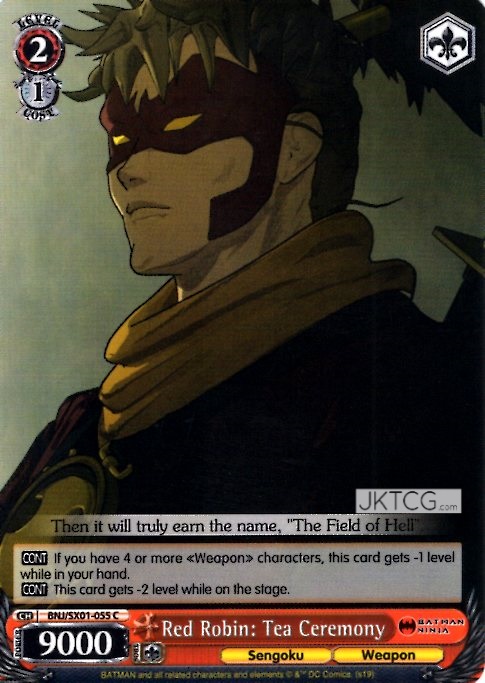 LEVEL
2
1
COST
JKTCG.com
Then it will truly earn the name, "The Field of Hell".
CONT If you have 4 or more «Weapon» characters, this card gets -1 level
while in your hand.
CONT This card gets -2 level while on the stage.
CH BNJ/SX01-055 C
POWER 9000
SOUL
Red Robin: Tea Ceremony
BATMAN
NINJA
Sengoku Weapon
BATMAN and all related characters and elements © &™ DC Comics. (s19)